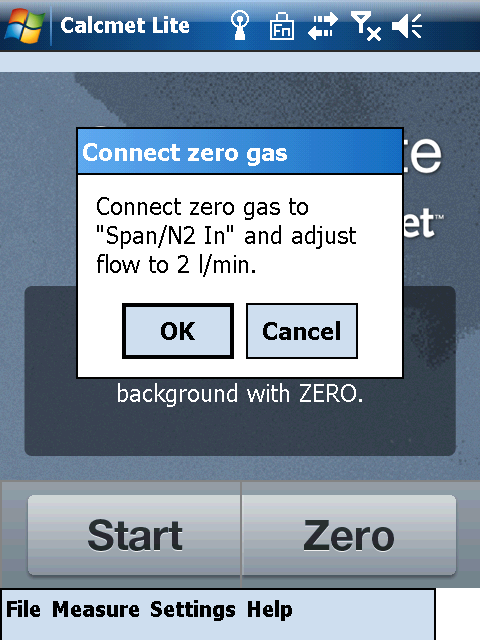 Calcmet Lite
Fn
Connect zero gas
Connect zero gas to
"Span/N2 In" and adjust
flow to 2 l/min.
OK Cancel
background with ZERO.
Start Zero
File Measure Settings Help